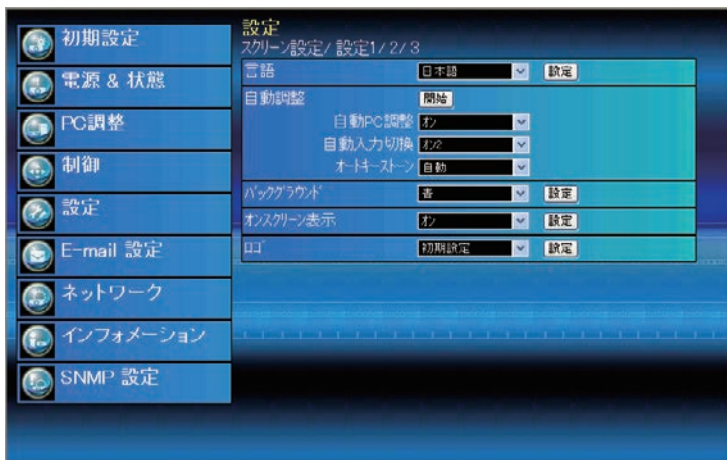 初期設定
電源 & 状態
PC調整
制御
設定
E-mail 設定
ネットワーク
インフォメーション
SNMP 設定
設定
スクリーン設定/ 設定1/ 2/ 3
言語 日本語 設定
自動調整 開始
自動PC調整 オン
自動入力切換 オン2
オートキーストーン 自動
バックグラウンド 青 設定
オンスクリーン表示 オン 設定
ロゴ 初期設定 設定